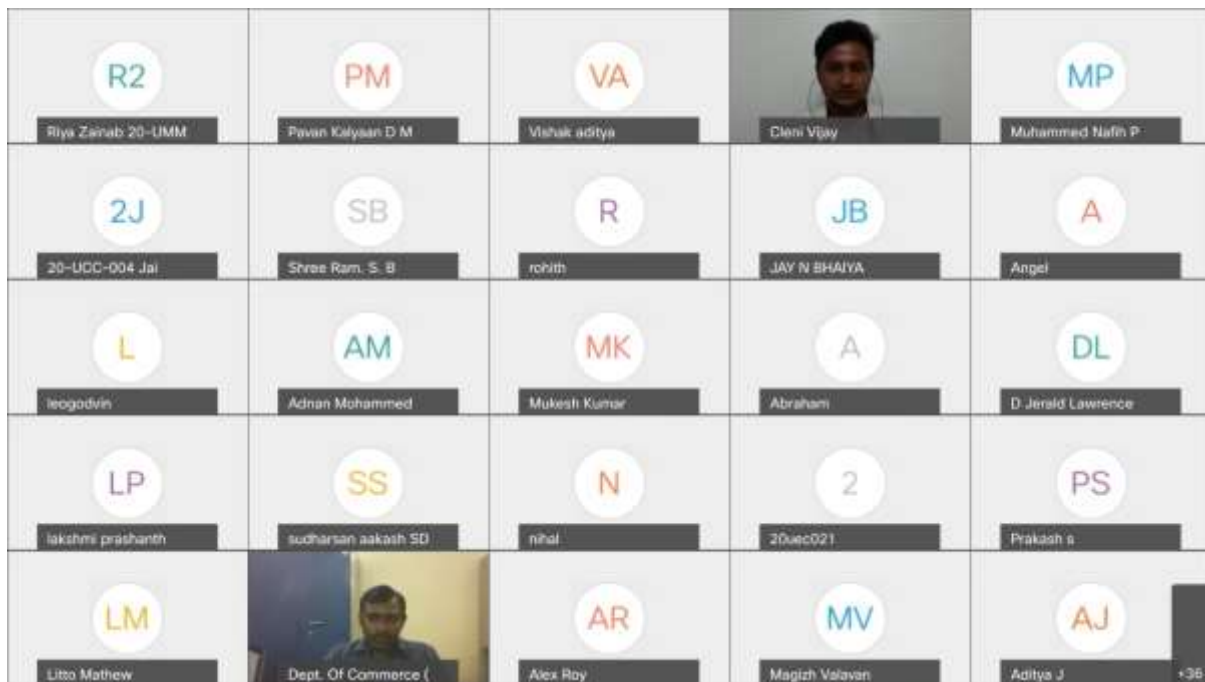 R2
Riya Zainab 20-UMM
PM
Pavan Kalyaan D M
VA
Vishak aditya
Cleni Vijay
MP
Muhammed Nafih P
2J
20-UCC-004 Jai
SB
Shree Ram. S. B
R
rohith
JB
JAY N BHAIYA
A
Angel
L
leogodvin
AM
Adnan Mohammed
MK
Mukesh Kumar
A
Abraham
DL
D Jerald Lawrence
LP
lakshmi prashanth
SS
sudharsan aakash SD
N
nihal
2
20uec021
PS
Prakash s
LM
Litto Mathew
Dept. Of Commerce (
AR
Alex Roy
MV
Magizh Valavan
AJ
Aditya J
+36